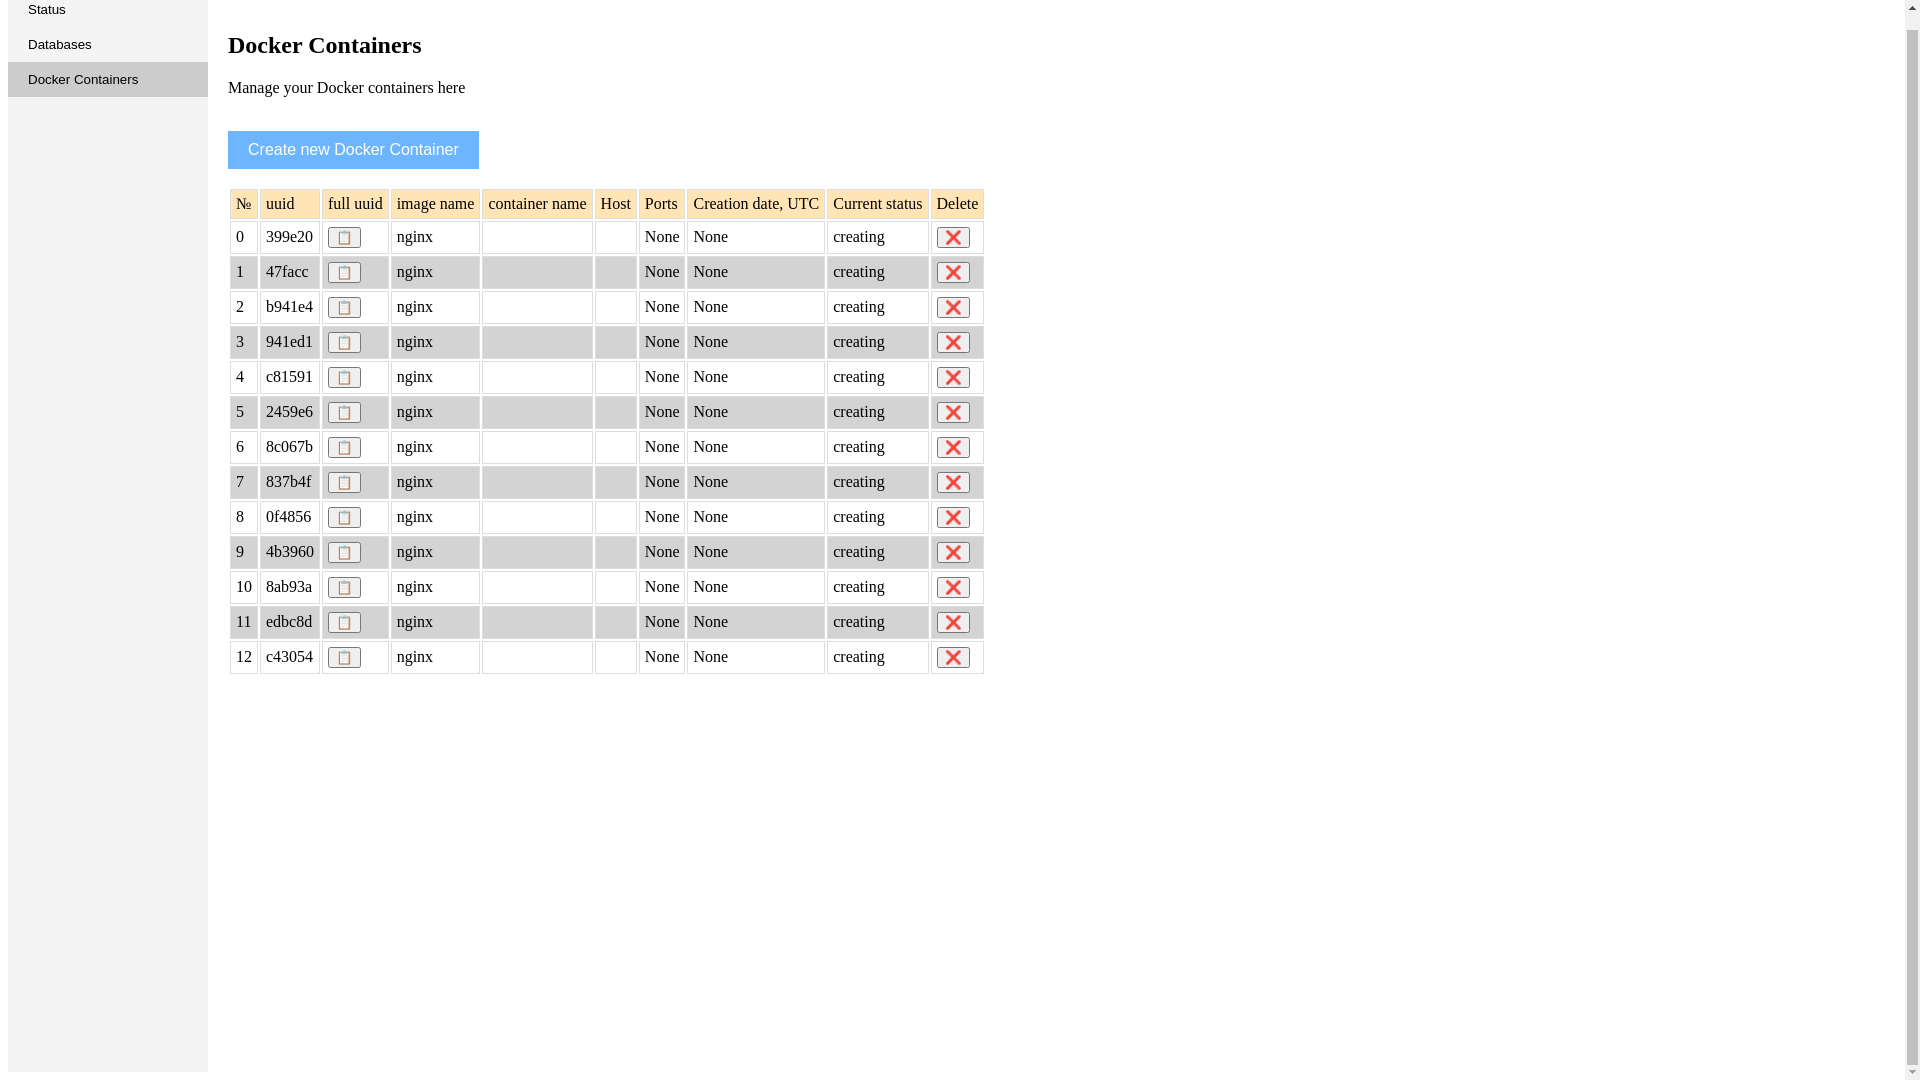 Status
Databases
Docker Containers
Docker Containers
Manage your Docker containers here
Create new Docker Container
№ uuid full uuid image name container name Host Ports Creation date, UTC Current status Delete
0 399e20 nginx None None creating
1 47facc nginx None None creating
2 b941e4 nginx None None creating
3 941ed1 nginx None None creating
4 c81591 nginx None None creating
5 2459e6 nginx None None creating
6 8c067b nginx None None creating
7 837b4f nginx None None creating
8 0f4856 nginx None None creating
9 4b3960 nginx None None creating
10 8ab93a nginx None None creating
11 edbc8d nginx None None creating
12 c43054 nginx None None creating